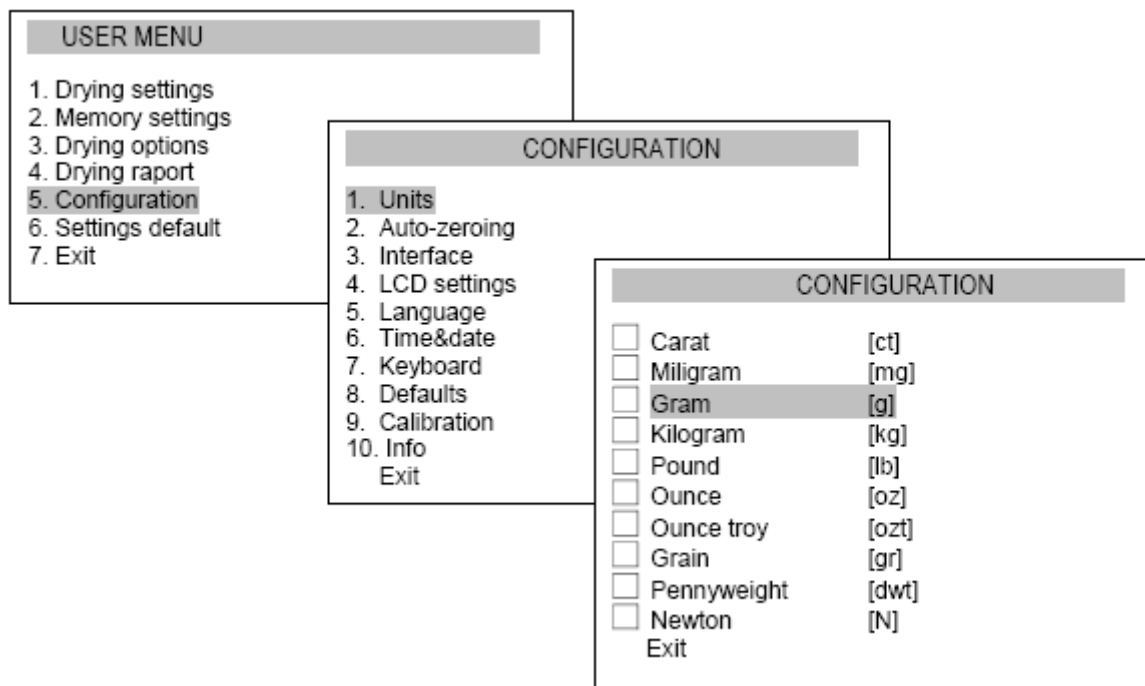 USER MENU
1. Drying settings
2. Memory settings
3. Drying options
4. Drying raport
5. Configuration
6. Settings default
7. Exit
CONFIGURATION
1. Units
2. Auto-zeroing
3. Interface
4. LCD settings
5. Language
6. Time&date
7. Keyboard
8. Defaults
9. Calibration
10. Info
Exit
CONFIGURATION
Carat [ct]
Miligram [mg]
Gram [g]
Kilogram [kg]
Pound [lb]
Ounce [oz]
Ounce troy [ozt]
Grain [gr]
Pennyweight [dwt]
Newton [N]
Exit